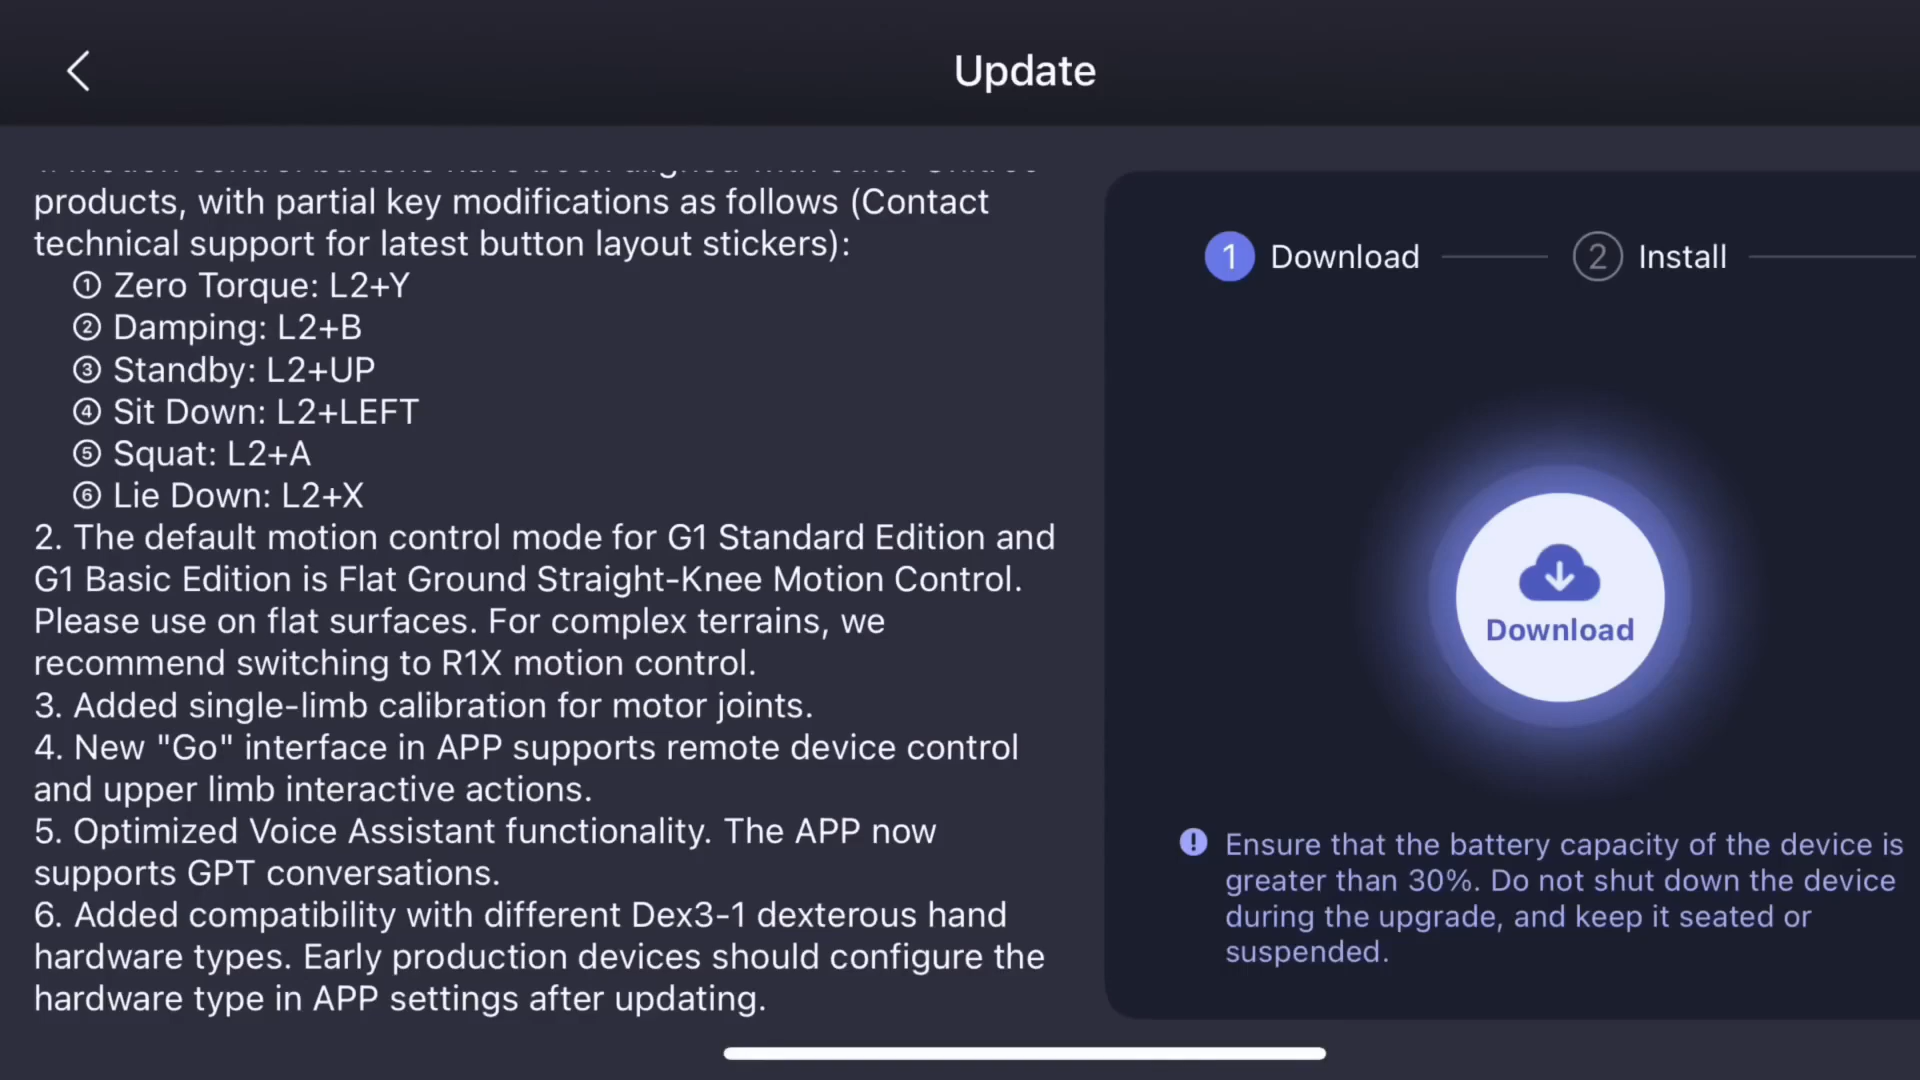 Update
products, with partial key modifications as follows (Contact
technical support for latest button layout stickers):
① Zero Torque: L2+Y
② Damping: L2+B
③ Standby: L2+UP
④ Sit Down: L2+LEFT
⑤ Squat: L2+A
⑥ Lie Down: L2+X
2. The default motion control mode for G1 Standard Edition and
G1 Basic Edition is Flat Ground Straight-Knee Motion Control.
Please use on flat surfaces. For complex terrains, we
recommend switching to R1X motion control.
3. Added single-limb calibration for motor joints.
4. New "Go" interface in APP supports remote device control
and upper limb interactive actions.
5. Optimized Voice Assistant functionality. The APP now
supports GPT conversations.
6. Added compatibility with different Dex3-1 dexterous hand
hardware types. Early production devices should configure the
hardware type in APP settings after updating.
1 Download
2 Install
Download
Ensure that the battery capacity of the device is
greater than 30%. Do not shut down the device
during the upgrade, and keep it seated or
suspended.